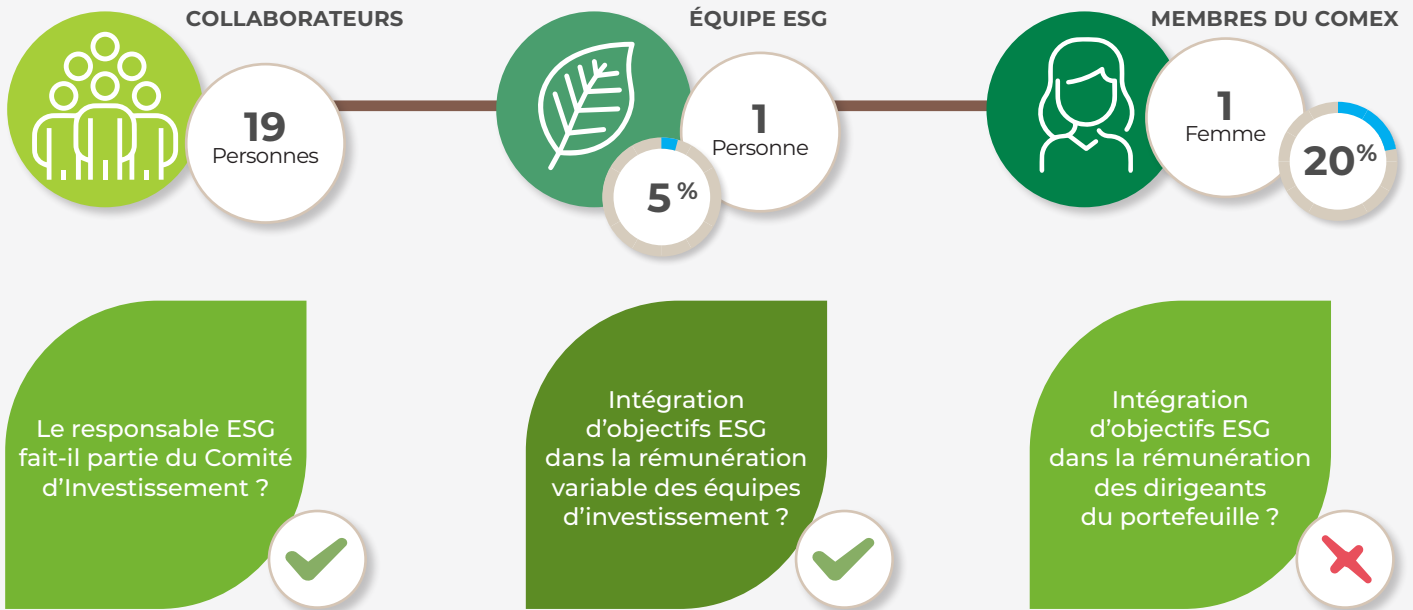 COLLABORATEURS
19
Personnes
ÉQUIPE ESG
1
Personne
5 %
MEMBRES DU COMEX
1
Femme
20%
Le responsable ESG
fait-il partie du Comité
d’Investissement ?
Intégration
d’objectifs ESG
dans la rémunération
variable des équipes
d’investissement ?
Intégration
d’objectifs ESG
dans la rémunération
des dirigeants
du portefeuille ?